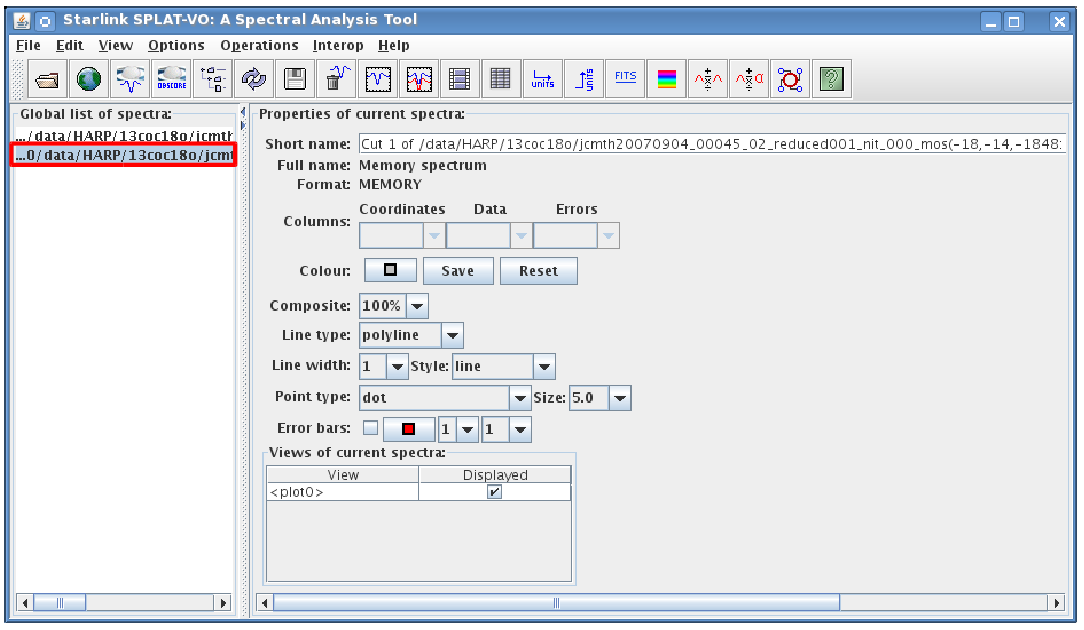 Starlink SPLAT-VO: A Spectral Analysis Tool
File Edit View Options Operations Interop Help
OBSCORE UNITS UNITS FITS ?
Global list of spectra:
.../data/HARP/13coc18o/jcmth
...0/data/HARP/13coc18o/jcmt
Properties of current spectra:
Short name: Cut 1 of /data/HARP/13coc18o/jcmth20070904_00045_02_reduced001_nit_000_mos(-18,-14,-1848:
Full name: Memory spectrum
Format: MEMORY
Coordinates Data Errors
Columns:
Colour: Save Reset
Composite: 100%
Line type: polyline
Line width: 1 Style: line
Point type: dot Size: 5.0
Error bars: 1 1
Views of current spectra:
View Displayed
<plot0>